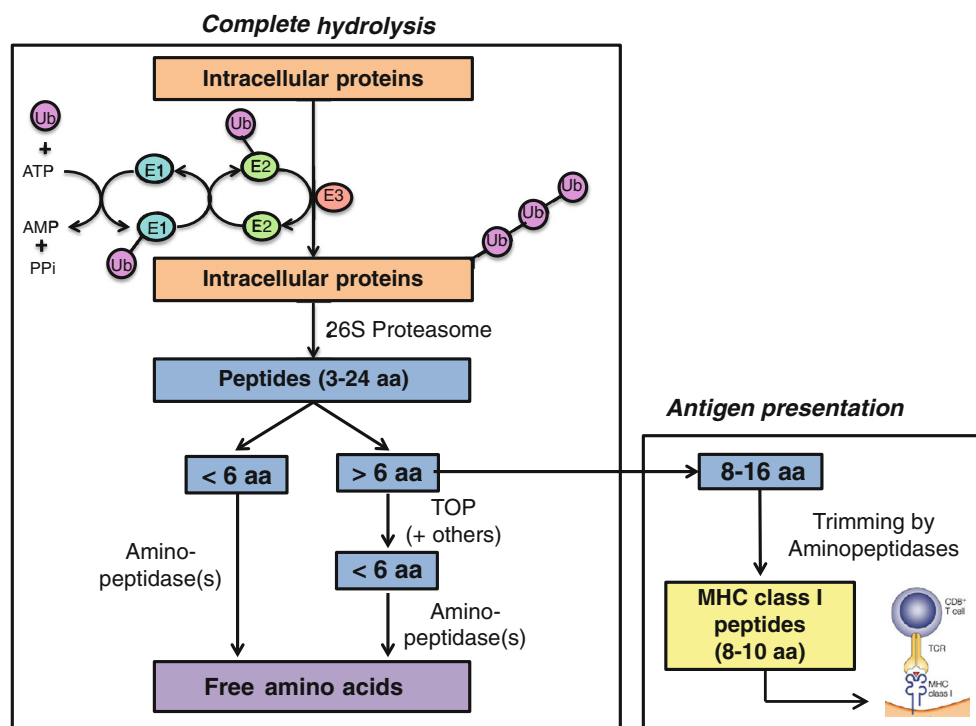 Complete hydrolysis
Intracellular proteins
Ub
+
ATP
AMP
+
PPi
E1
E1
Ub
Ub
E2
E2
E3
Ub
Ub
Ub
Intracellular proteins
26S Proteasome
Peptides (3-24 aa)
< 6 aa
> 6 aa
TOP
(+ others)
< 6 aa
Amino-
peptidase(s)
Amino-
peptidase(s)
Free amino acids
Antigen presentation
8-16 aa
Trimming by
Aminopeptidases
MHC class I
peptides
(8-10 aa)
CD8+
T cell
TCR
MHC
class I